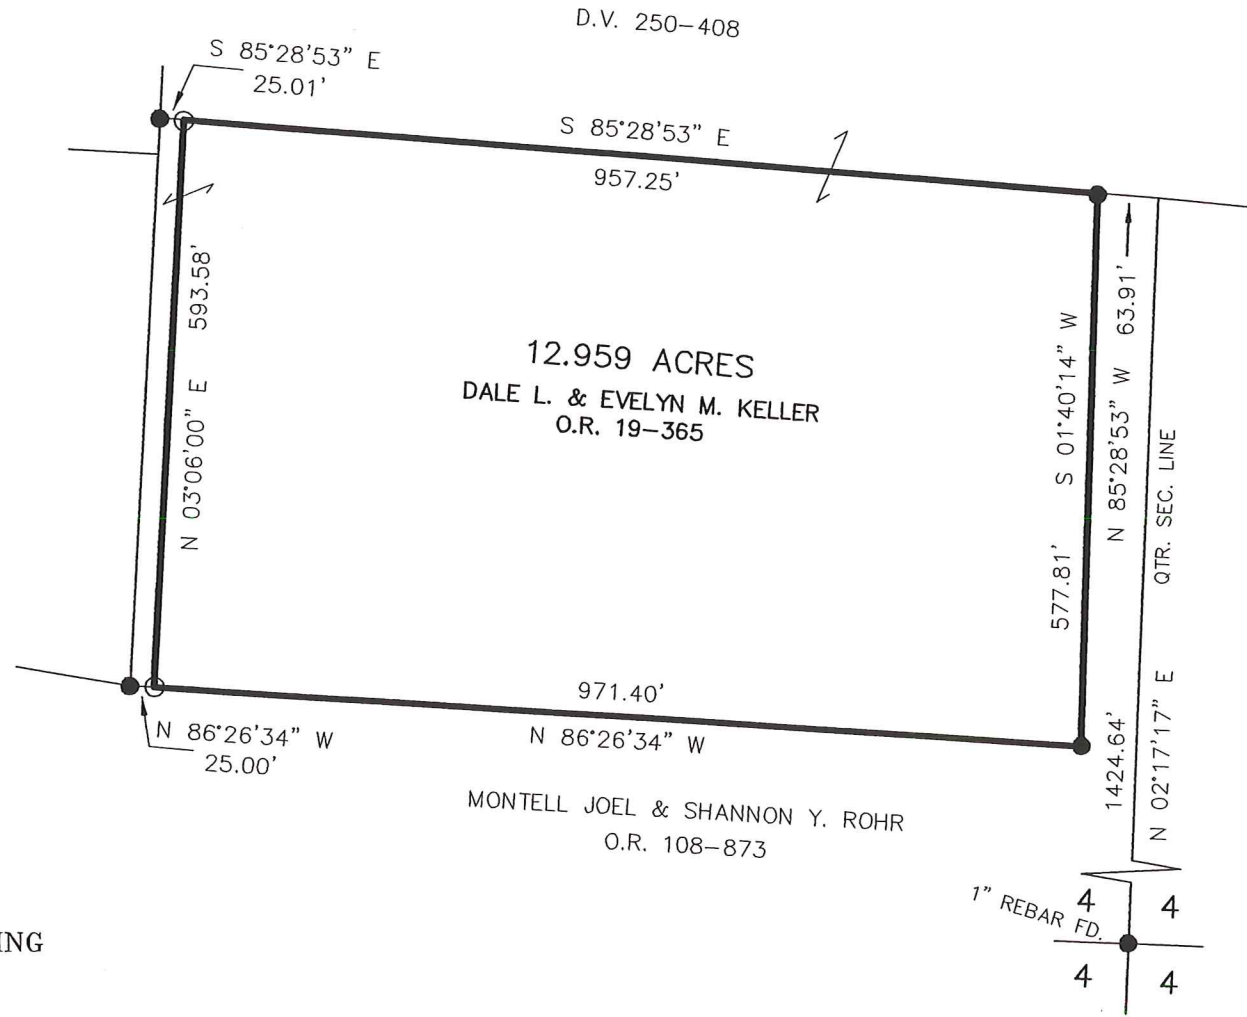 D.V. 250-408
S 85°28'53" E
25.01'
S 85°28'53" E
957.25'
593.58'
N 03°06'00" E
12.959 ACRES
DALE L. & EVELYN M. KELLER
O.R. 19-365
S 01°40'14" W
577.81'
63.91'
N 85°28'53" W
QTR. SEC. LINE
1424.64'
N 02°17'17" E
971.40'
N 86°26'34" W
N 86°26'34" W
25.00'
MONTELL JOEL & SHANNON Y. ROHR
O.R. 108-873
1" REBAR FD.
4 4
4 4
ING